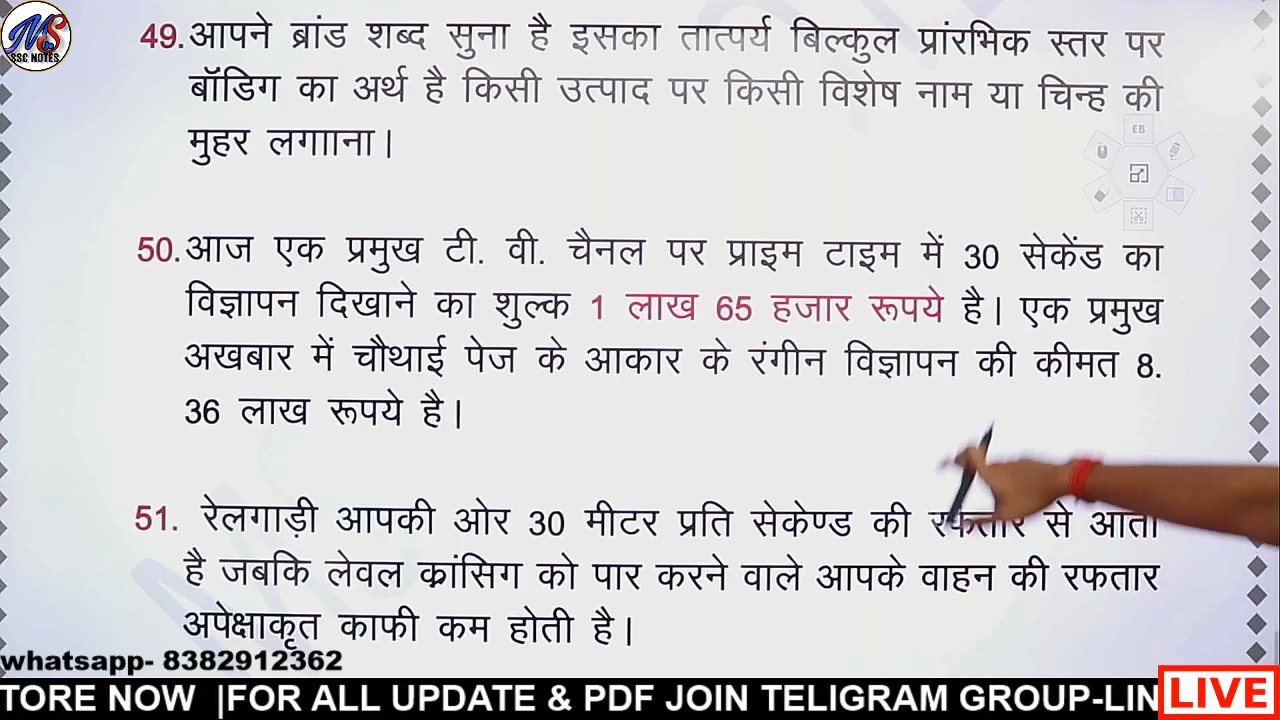 MS
SSC NOTES
49. आपने ब्रांड शब्द सुना है इसका तात्पर्य बिल्कुल प्रांरभिक स्तर पर
बॉडिग का अर्थ है किसी उत्पाद पर किसी विशेष नाम या चिन्ह की
मुहर लगााना।
EB
50. आज एक प्रमुख टी. वी. चैनल पर प्राइम टाइम में 30 सेकेंड का
विज्ञापन दिखाने का शुल्क 1 लाख 65 हजार रूपये है। एक प्रमुख
अखबार में चौथाई पेज के आकार के रंगीन विज्ञापन की कीमत 8.
36 लाख रूपये है।
51. रेलगाड़ी आपकी ओर 30 मीटर प्रति सेकेण्ड की रफतार से आती
है जबकि लेवल क्रांसिग को पार करने वाले आपके वाहन की रफतार
अपेक्षाकृत काफी कम होती है।
whatsapp- 8382912362
TORE NOW |FOR ALL UPDATE & PDF JOIN TELIGRAM GROUP-LIN
LIVE